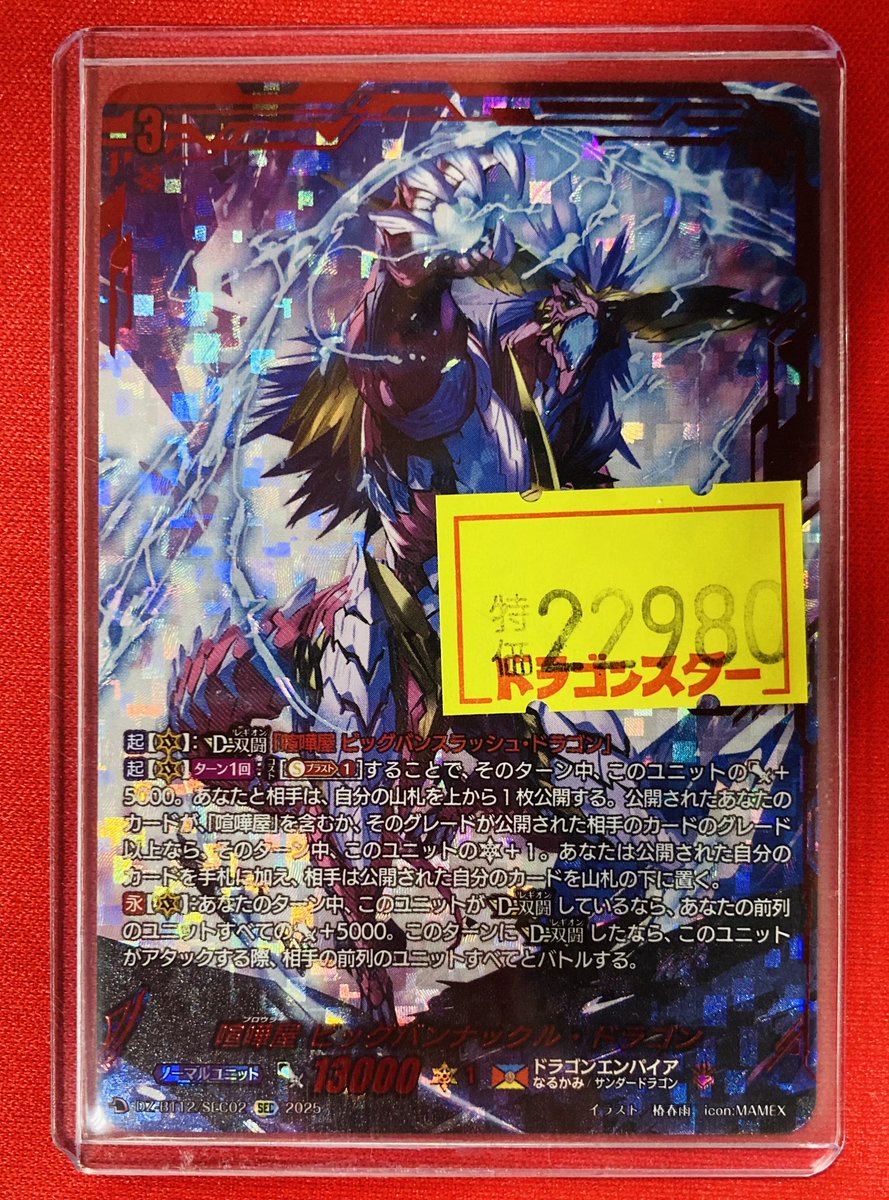 3
特価 22980
ドラゴンスター
起【】:D-双闘「喧嘩屋 ビッグバンスラッシュ・ドラゴン」
起【】ターン1回:コスト[Sブラスト1]することで、そのターン中、このユニットの+
5000。あなたと相手は、自分の山札を上から1枚公開する。公開されたあなたの
カードが、「喧嘩屋」を含むか、そのグレードが公開された相手のカードのグレード
以上なら、そのターン中、このユニットの+1。あなたは公開された自分の
カードを手札に加え、相手は公開された自分のカードを山札の下に置く。
永【】:あなたのターン中、このユニットがD-双闘しているなら、あなたの前列
のユニットすべての+5000。このターンにD-双闘したなら、このユニット
がアタックする際、相手の前列のユニットすべてとバトルする。
喧嘩屋 ビッグバンナックル・ドラゴン
ノーマルユニット 13000 1 ドラゴンエンパイア
なるかみ/サンダードラゴン
DZ-BT12/SEC02 SEC 2025 イラスト 椿春雨 icon:MAMEX